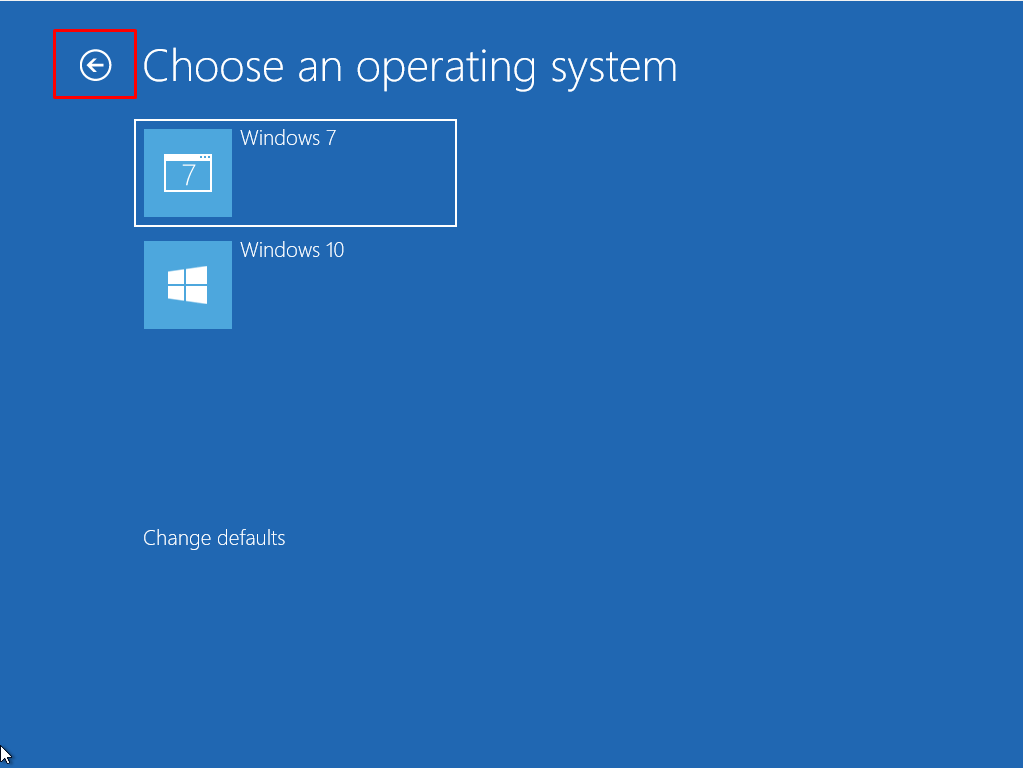 Choose an operating system
Windows 7
7
Windows 10
Change defaults